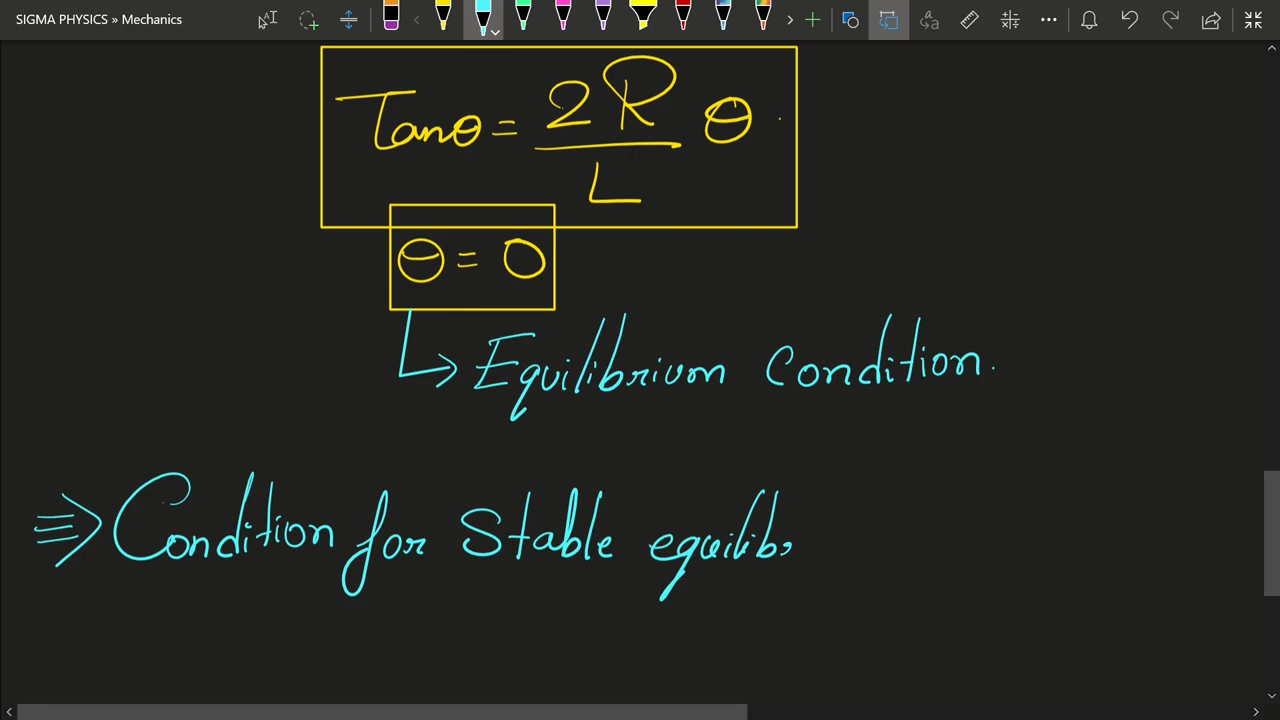 SIGMA PHYSICS » Mechanics
Tanθ = 2R/L θ
θ = 0
↳ Equilibrium Condition.
⇒ Condition for Stable equilib